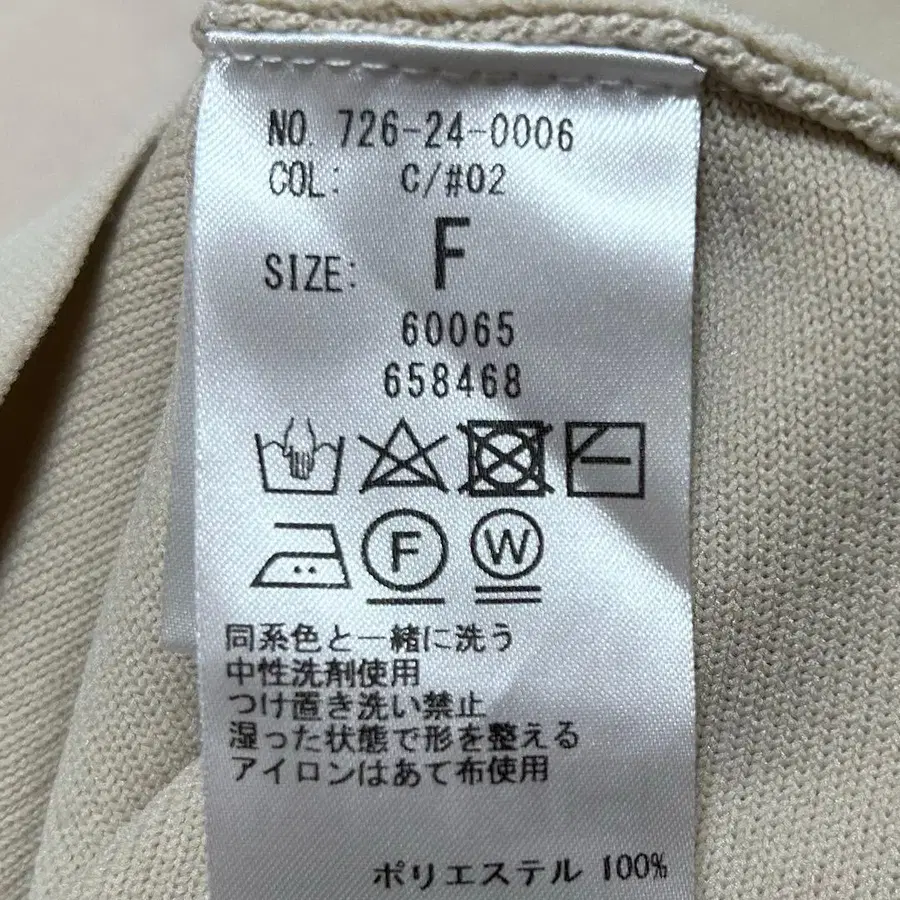 NO. 726-24-0006
COL: C/#02
SIZE: F
60065
658468
F W
同系色と一緒に洗う
中性洗剤使用
つけ置き洗い禁止
湿った状態で形を整える
アイロンはあて布使用
ポリエステル 100%